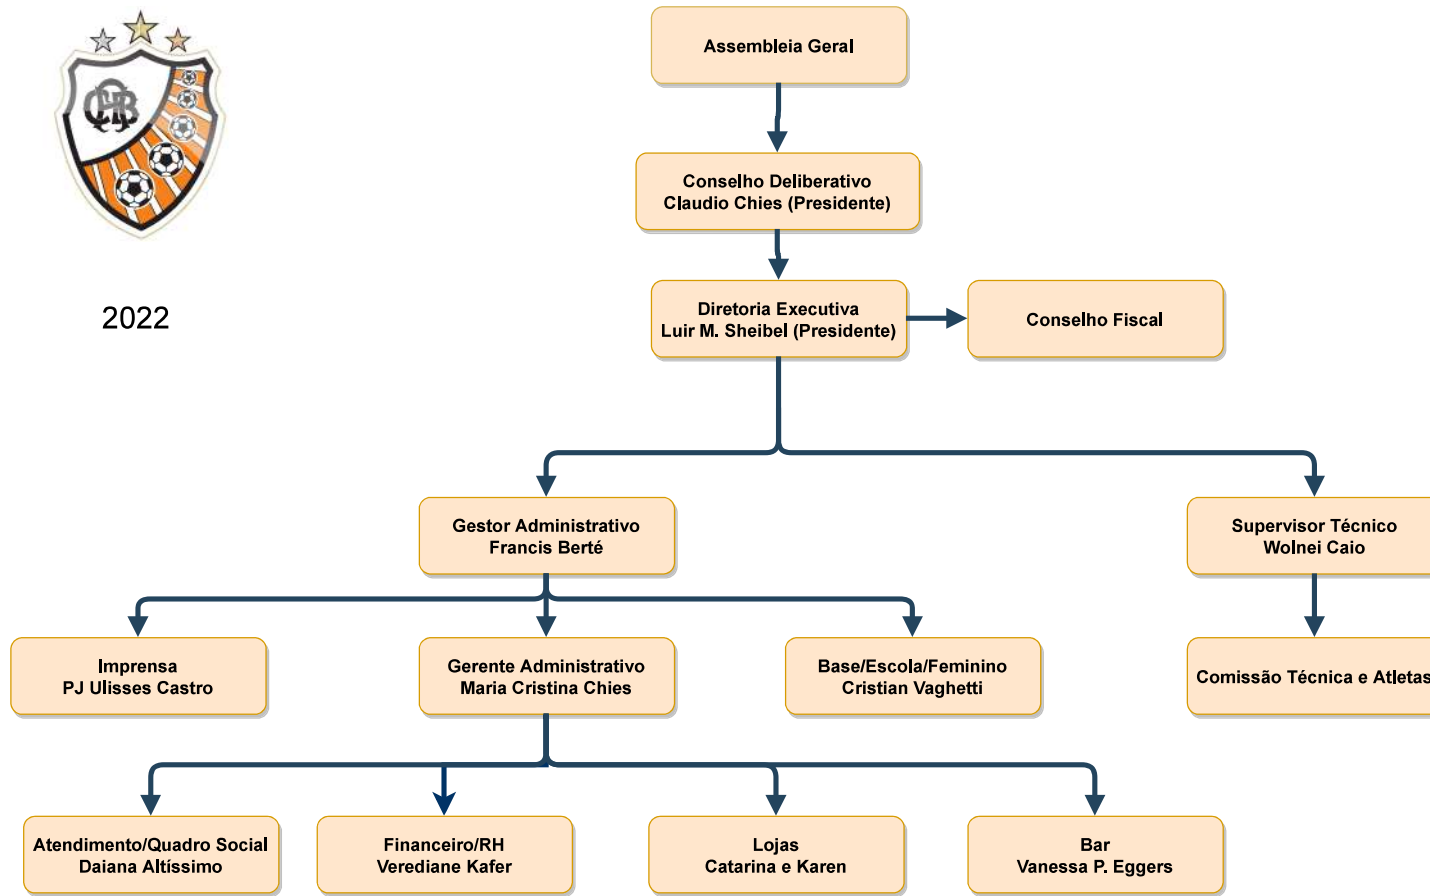 Assembleia Geral
Conselho Deliberativo
Claudio Chies (Presidente)
2022
Diretoria Executiva
Luir M. Sheibel (Presidente)
Conselho Fiscal
Gestor Administrativo
Francis Berté
Supervisor Técnico
Wolnei Caio
Imprensa
PJ Ulisses Castro
Gerente Administrativo
Maria Cristina Chies
Base/Escola/Feminino
Cristian Vaghetti
Comissão Técnica e Atletas
Atendimento/Quadro Social
Daiana Altíssimo
Financeiro/RH
Verediane Kafer
Lojas
Catarina e Karen
Bar
Vanessa P. Eggers